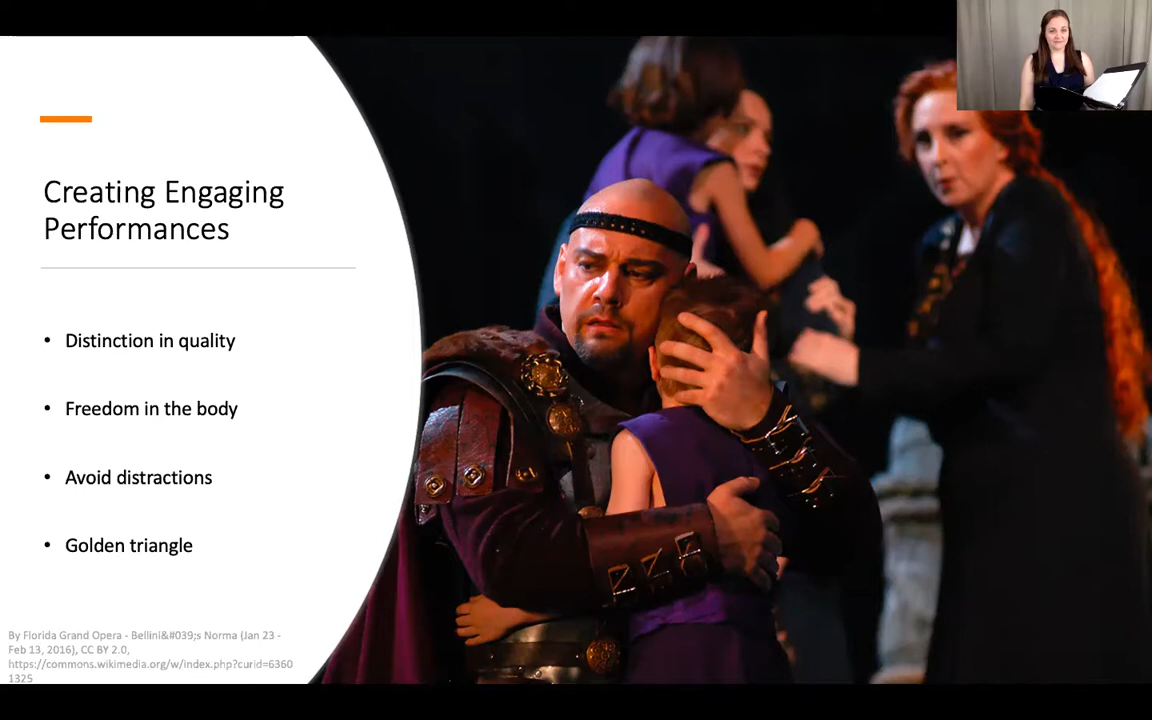 Creating Engaging
Performances
• Distinction in quality
• Freedom in the body
• Avoid distractions
• Golden triangle
By Florida Grand Opera - Bellini&#039;s Norma (Jan 23 -
Feb 13, 2016), CC BY 2.0,
https://commons.wikimedia.org/w/index.php?curid=6360
1325